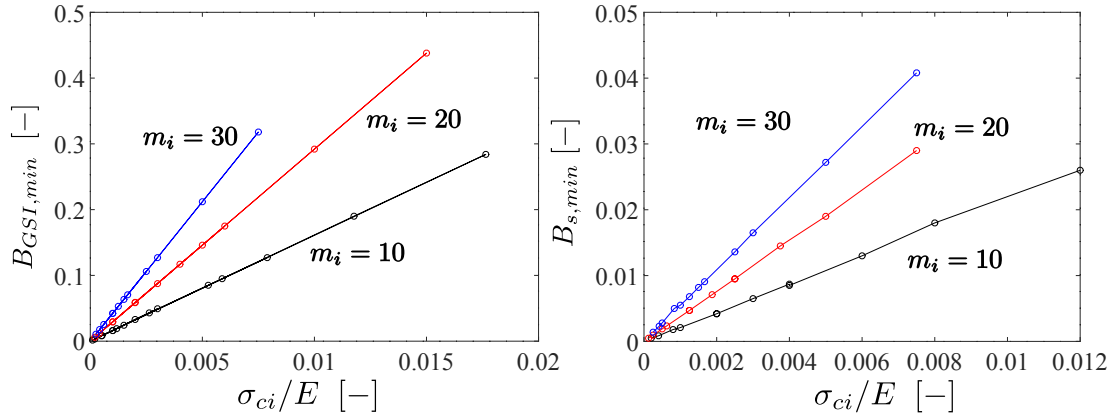 0.5
0.4
0.3
0.2
0.1
0
B_{GSI,min} [−]
m_i = 30
m_i = 20
m_i = 10
0 0.005 0.01 0.015 0.02
σ_{ci}/E [−]
0.05
0.04
0.03
0.02
0.01
0
B_{s,min} [−]
m_i = 30
m_i = 20
m_i = 10
0 0.002 0.004 0.006 0.008 0.01 0.012
σ_{ci}/E [−]